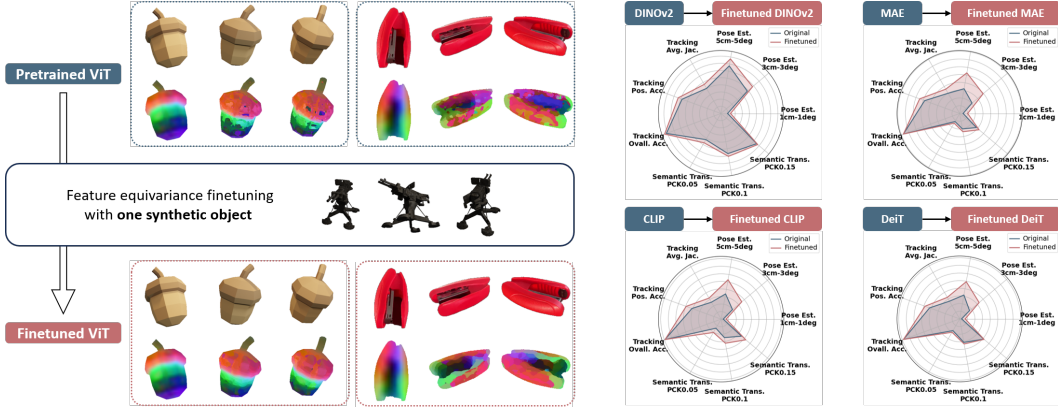 Pretrained ViT
Feature equivariance finetuning
with one synthetic object
Finetuned ViT
DINOv2
Finetuned DINOv2
Original
Finetuned
Pose Est.
5cm-5deg
Pose Est.
3cm-3deg
Pose Est.
1cm-1deg
Semantic Trans.
PCK0.15
Semantic Trans.
PCK0.1
Semantic Trans.
PCK0.05
Tracking
Ovall. Acc.
Tracking
Pos. Acc.
Tracking
Avg. Jac.
MAE
Finetuned MAE
Original
Finetuned
Pose Est.
5cm-5deg
Pose Est.
3cm-3deg
Pose Est.
1cm-1deg
Semantic Trans.
PCK0.15
Semantic Trans.
PCK0.1
Semantic Trans.
PCK0.05
Tracking
Ovall. Acc.
Tracking
Pos. Acc.
Tracking
Avg. Jac.
CLIP
Finetuned CLIP
Original
Finetuned
Pose Est.
5cm-5deg
Pose Est.
3cm-3deg
Pose Est.
1cm-1deg
Semantic Trans.
PCK0.15
Semantic Trans.
PCK0.1
Semantic Trans.
PCK0.05
Tracking
Ovall. Acc.
Tracking
Pos. Acc.
Tracking
Avg. Jac.
DeiT
Finetuned DeiT
Original
Finetuned
Pose Est.
5cm-5deg
Pose Est.
3cm-3deg
Pose Est.
1cm-1deg
Semantic Trans.
PCK0.15
Semantic Trans.
PCK0.1
Semantic Trans.
PCK0.05
Tracking
Ovall. Acc.
Tracking
Pos. Acc.
Tracking
Avg. Jac.